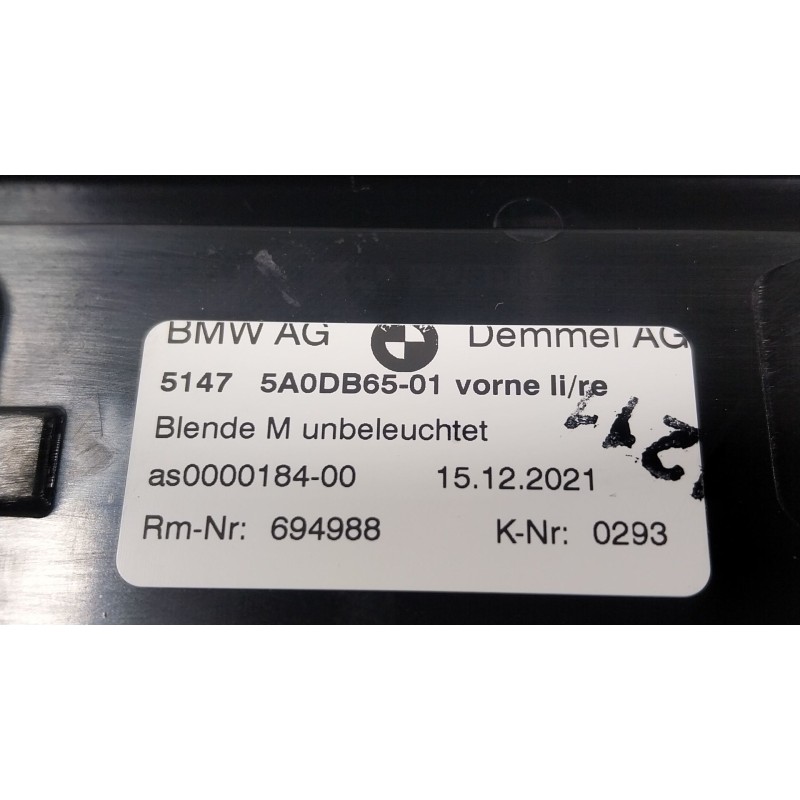 BMW AG Demmel AG
5147 5A0DB65-01 vorne li/re
Blende M unbeleuchtet
as0000184-00 15.12.2021
Rm-Nr: 694988 K-Nr: 0293